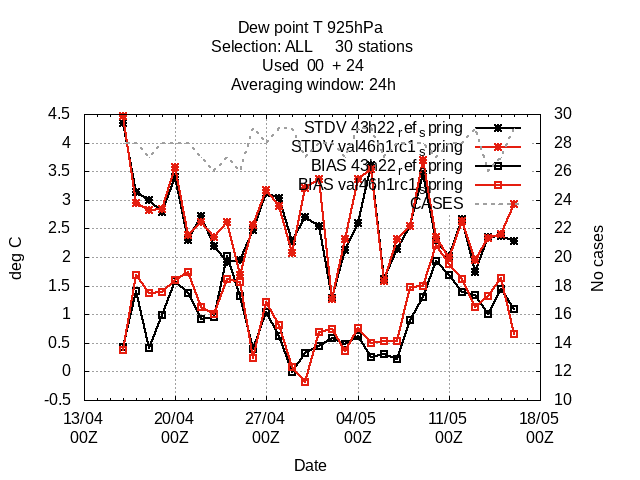 Dew point T 925hPa
Selection: ALL 30 stations
Used 00 + 24
Averaging window: 24h
STDV 43h22ref_spring
STDV val46h1rc1_spring
BIAS 43h22ref_spring
BIAS val46h1rc1_spring
CASES
4.5
4
3.5
3
2.5
2
1.5
1
0.5
0
-0.5
deg C
30
28
26
24
22
20
18
16
14
12
10
No cases
13/04 20/04 27/04 04/05 11/05 18/05
00Z 00Z 00Z 00Z 00Z 00Z
Date